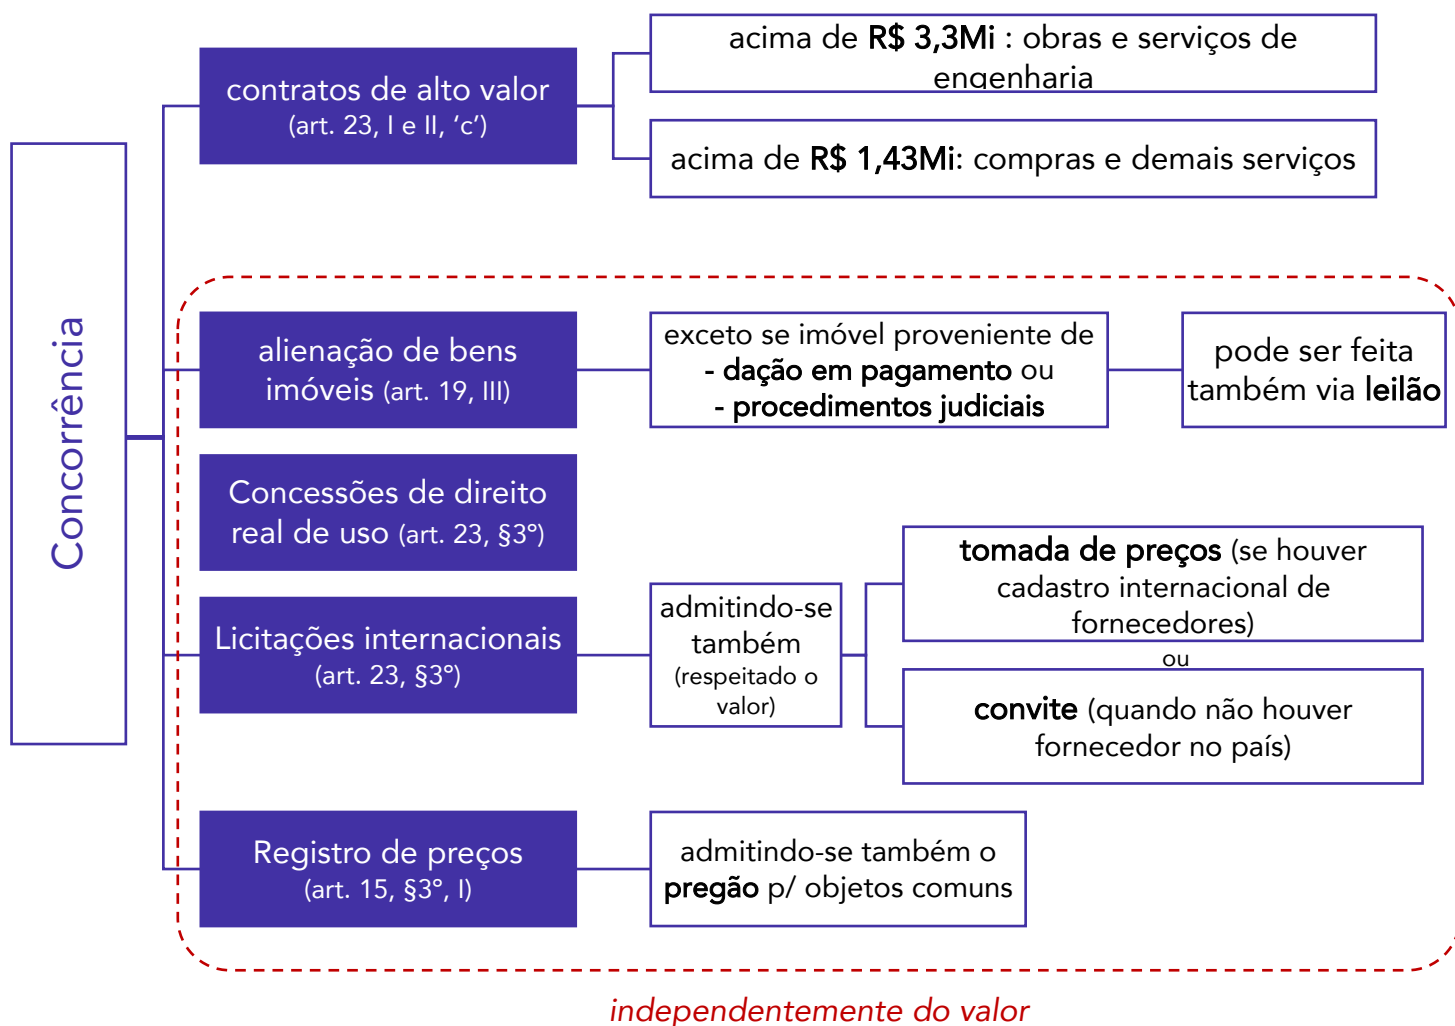 Concorrência
contratos de alto valor
(art. 23, I e II, ‘c’)
acima de R$ 3,3Mi : obras e serviços de
engenharia
acima de R$ 1,43Mi: compras e demais serviços
alienação de bens
imóveis (art. 19, III)
exceto se imóvel proveniente de
- dação em pagamento ou
- procedimentos judiciais
pode ser feita
também via leilão
Concessões de direito
real de uso (art. 23, §3º)
Licitações internacionais
(art. 23, §3º)
admitindo-se
também
(respeitado o
valor)
tomada de preços (se houver
cadastro internacional de
fornecedores)
ou
convite (quando não houver
fornecedor no país)
Registro de preços
(art. 15, §3º, I)
admitindo-se também o
pregão p/ objetos comuns
independentemente do valor